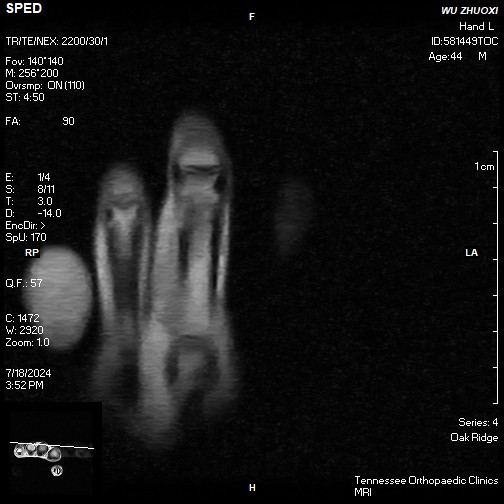 SPED
F
WU ZHUOXI
Hand L
TR/TE/NEX: 2200/30/1
ID:581449TOC
Age:44 M
Fov: 140*140
M: 256*200
Ovrsmp: ON (110)
ST: 4.50
FA: 90
1cm
E: 1/4
S: 8/11
T: 3.0
D: -14.0
EncDir: >
SpU: 170
RP
LA
Q.F.: 57
C: 1472
W: 2920
Zoom: 1.0
7/18/2024
3:52 PM
Series: 4
Oak Ridge
H
Tennessee Orthopaedic Clinics
MRI